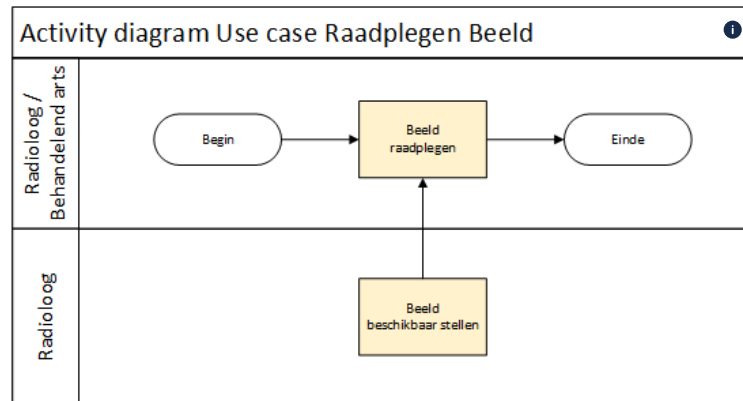 Activity diagram Use case Raadplegen Beeld
i
Radioloog /
Behandelend arts
Begin
Beeld
raadplegen
Einde
Radioloog
Beeld
beschikbaar stellen